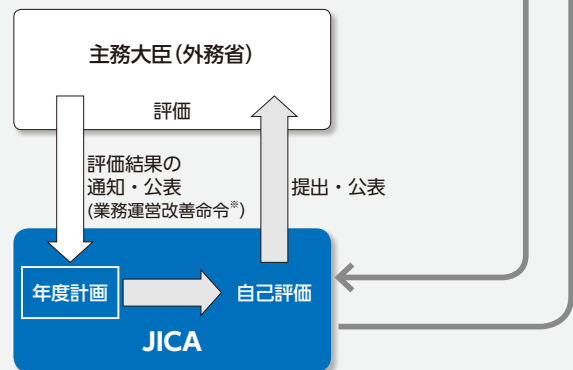 主務大臣（外務省）
評価
評価結果の
通知・公表
(業務運営改善命令※)
提出・公表
年度計画
自己評価
JICA